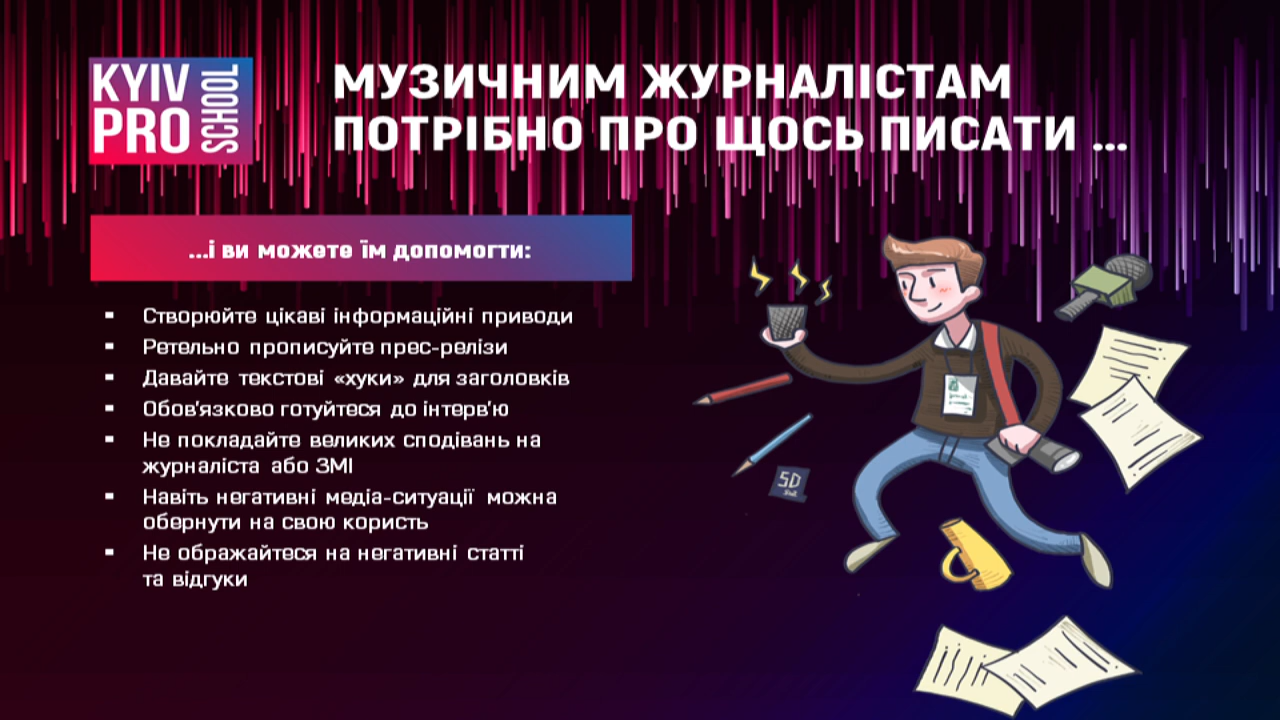 KYIV
PRO
SCHOOL
МУЗИЧНИМ ЖУРНАЛІСТАМ
ПОТРІБНО ПРО ЩОСЬ ПИСАТИ ...
...і ви можете їм допомогти:
▪ Створюйте цікаві інформаційні приводи
▪ Ретельно прописуйте прес-релізи
▪ Давайте текстові «хуки» для заголовків
▪ Обов'язково готуйтеся до інтерв'ю
▪ Не покладайте великих сподівань на
журналіста або ЗМІ
▪ Навіть негативні медіа-ситуації можна
обернути на свою користь
▪ Не ображайтеся на негативні статті
та відгуки
SD